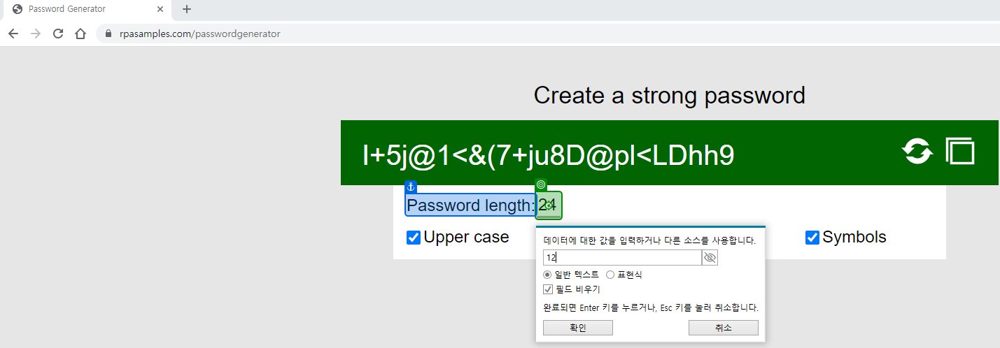 Password Generator
rpasamples.com/passwordgenerator
Create a strong password
I+5j@1<&(7+ju8D@pl<LDhh9
Password length: 24
Upper case
Symbols
데이터에 대한 값을 입력하거나 다른 소스를 사용합니다.
12
일반 텍스트 표현식
필드 비우기
완료되면 Enter 키를 누르거나, Esc 키를 눌러 취소합니다.
확인 취소